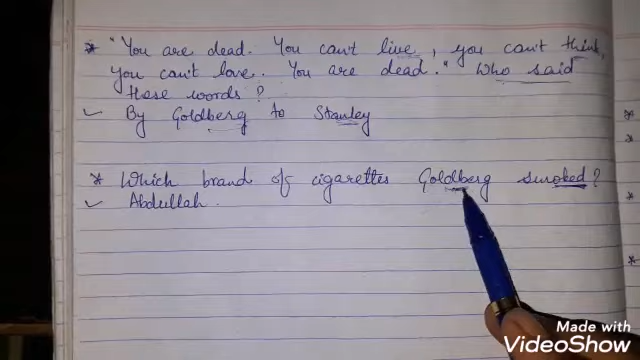 * "You are dead. You can't live, you can't think,
you can't love. You are dead." Who said
these words?
✓ By Goldberg to Stanley
* Which brand of cigarettes Goldberg smoked?
✓ Abdullah.
Made with
VideoShow